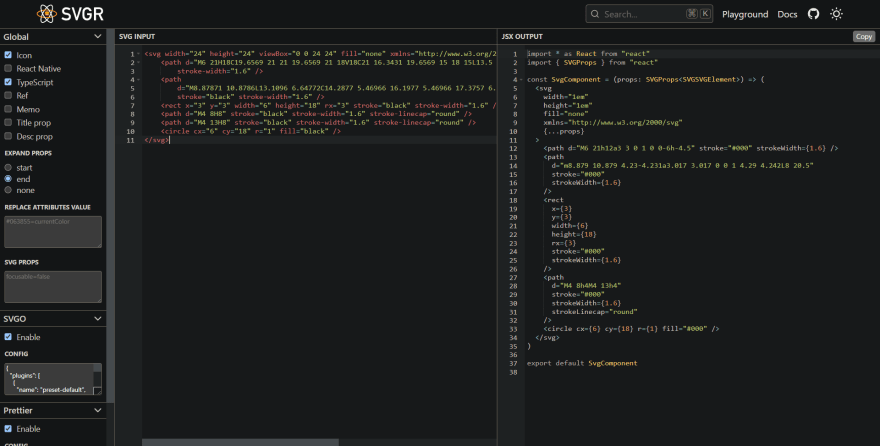 SVGR
Search...
⌘ K
Playground Docs
Global
Icon
React Native
TypeScript
Ref
Memo
Title prop
Desc prop
EXPAND PROPS
start
end
none
REPLACE ATTRIBUTES VALUE
#063855=currentColor
SVG PROPS
focusable=false
SVGO
Enable
CONFIG
{
"plugins": [
{
"name": "preset-default",
Prettier
Enable
CONFIG
SVG INPUT
1 <svg width="24" height="24" viewBox="0 0 24 24" fill="none" xmlns="http://www.w3.org/2
2 <path d="M6 21H18C19.6569 21 21 19.6569 21 18V18C21 16.3431 19.6569 15 18 15L13.5
3 stroke-width="1.6" />
4 <path
5 d="M8.87871 10.8786L13.1096 6.64772C14.2877 5.46966 16.1977 5.46966 17.3757 6.
6 stroke="black" stroke-width="1.6" />
7 <rect x="3" y="3" width="6" height="18" rx="3" stroke="black" stroke-width="1.6" /
8 <path d="M4 8H8" stroke="black" stroke-width="1.6" stroke-linecap="round" />
9 <path d="M4 13H8" stroke="black" stroke-width="1.6" stroke-linecap="round" />
10 <circle cx="6" cy="18" r="1" fill="black" />
11 </svg>
JSX OUTPUT
Copy
1 import * as React from "react"
2 import { SVGProps } from "react"
3
4 const SvgComponent = (props: SVGProps<SVGSVGElement>) => (
5 <svg
6 width="1em"
7 height="1em"
8 fill="none"
9 xmlns="http://www.w3.org/2000/svg"
10 {...props}
11 >
12 <path d="M6 21h12a3 3 0 1 0 0-6h-4.5" stroke="#000" strokeWidth={1.6} />
13 <path
14 d="m8.879 10.879 4.23-4.231a3.017 3.017 0 0 1 4.29 4.242L8 20.5"
15 stroke="#000"
16 strokeWidth={1.6}
17 />
18 <rect
19 x={3}
20 y={3}
21 width={6}
22 height={18}
23 rx={3}
24 stroke="#000"
25 strokeWidth={1.6}
26 />
27 <path
28 d="M4 8h4M4 13h4"
29 stroke="#000"
30 strokeWidth={1.6}
31 strokeLinecap="round"
32 />
33 <circle cx={6} cy={18} r={1} fill="#000" />
34 </svg>
35 )
36
37 export default SvgComponent
38